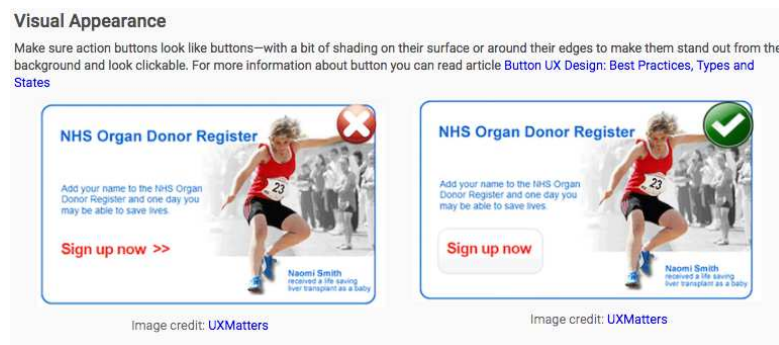 Visual Appearance
Make sure action buttons look like buttons—with a bit of shading on their surface or around their edges to make them stand out from the
background and look clickable. For more information about button you can read article Button UX Design: Best Practices, Types and
States
NHS Organ Donor Register
Add your name to the NHS Organ
Donor Register and one day you
may be able to save lives.
23
Sign up now >>
Naomi Smith
received a life saving
liver transplant as a baby
Image credit: UXMatters
NHS Organ Donor Register
Add your name to the NHS Organ
Donor Register and one day you
may be able to save lives.
23
Sign up now
Naomi Smith
received a life saving
liver transplant as a baby
Image credit: UXMatters